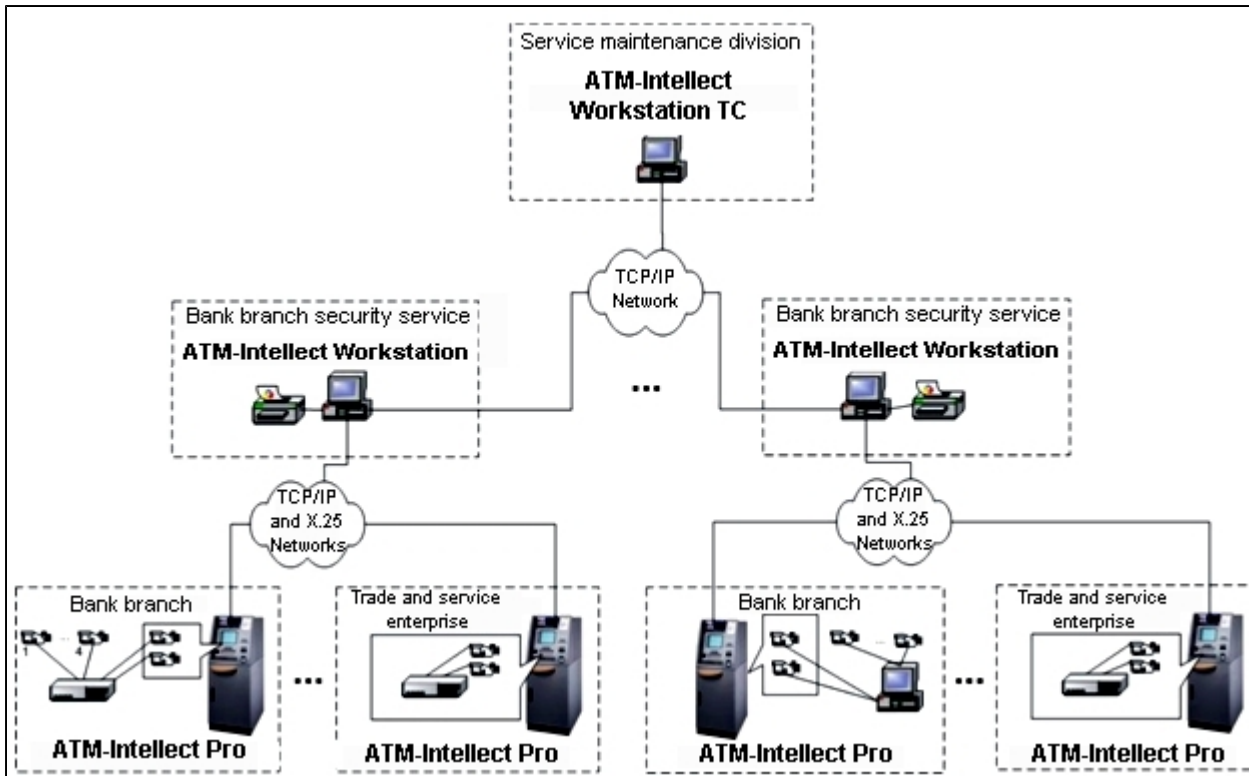 Service maintenance division
ATM-Intellect
Workstation TC
TCP/IP
Network
Bank branch security service
ATM-Intellect Workstation
...
Bank branch security service
ATM-Intellect Workstation
TCP/IP
and X.25
Networks
TCP/IP
and X.25
Networks
Bank branch
1
...
4
ATM-Intellect Pro
...
Trade and service
enterprise
ATM-Intellect Pro
Bank branch
...
ATM-Intellect Pro
...
Trade and service
enterprise
ATM-Intellect Pro